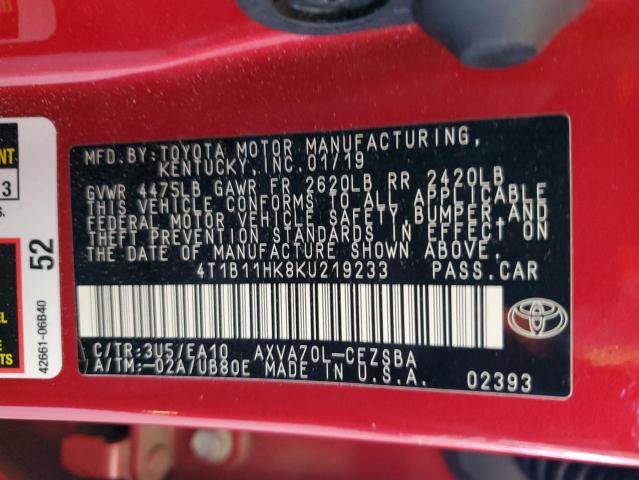 MFD.BY:TOYOTA MOTOR MANUFACTURING,
KENTUCKY, INC. 01/19
GVWR 4475LB GAWR FR 2620LB RR 2420LB
THIS VEHICLE CONFORMS TO ALL APPLICABLE
FEDERAL MOTOR VEHICLE SAFETY, BUMPER, AND
THEFT PREVENTION STANDARDS IN EFFECT ON
THE DATE OF MANUFACTURE SHOWN ABOVE.
4T1B11HK8KU219233 PASS.CAR
C/TR:3U5/EA10 AXVA70L-CEZSBA
A/TM:-02A/UB80E MADE IN U.S.A. 02393
52
42661-06B40
3